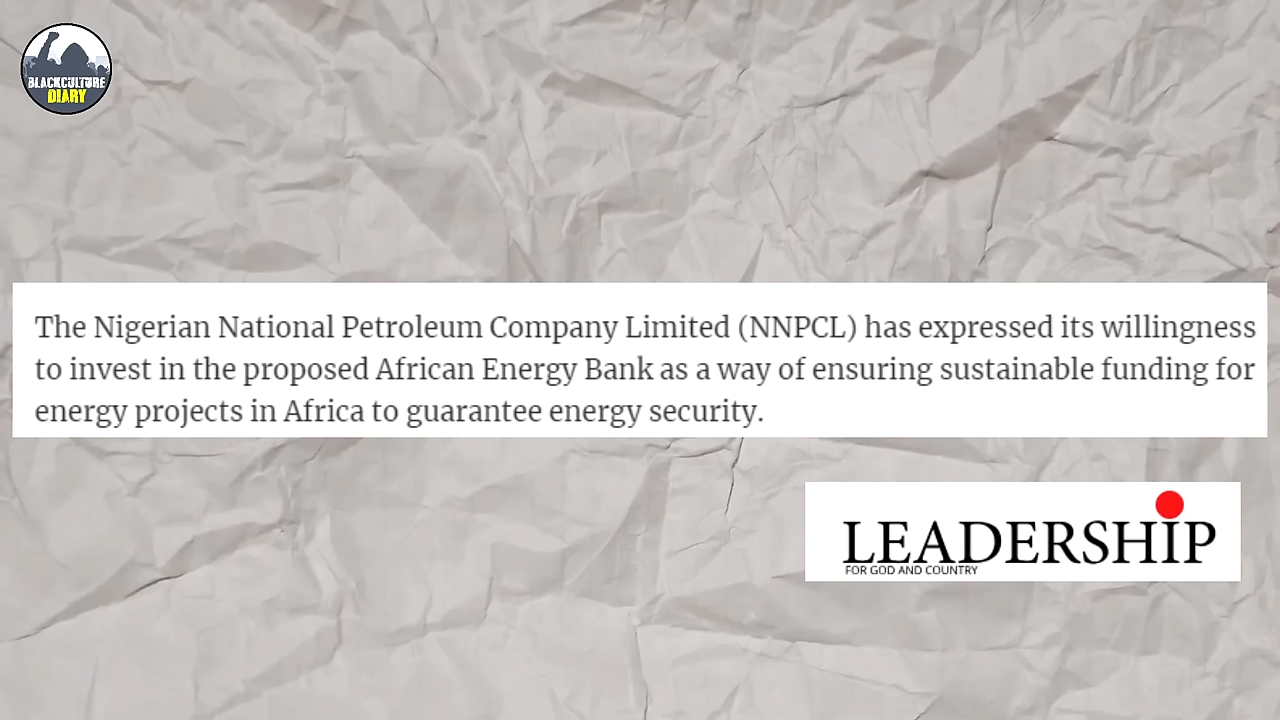 BLACKCULTURE
DIARY
The Nigerian National Petroleum Company Limited (NNPCL) has expressed its willingness
to invest in the proposed African Energy Bank as a way of ensuring sustainable funding for
energy projects in Africa to guarantee energy security.
LEADERSHIP
FOR GOD AND COUNTRY